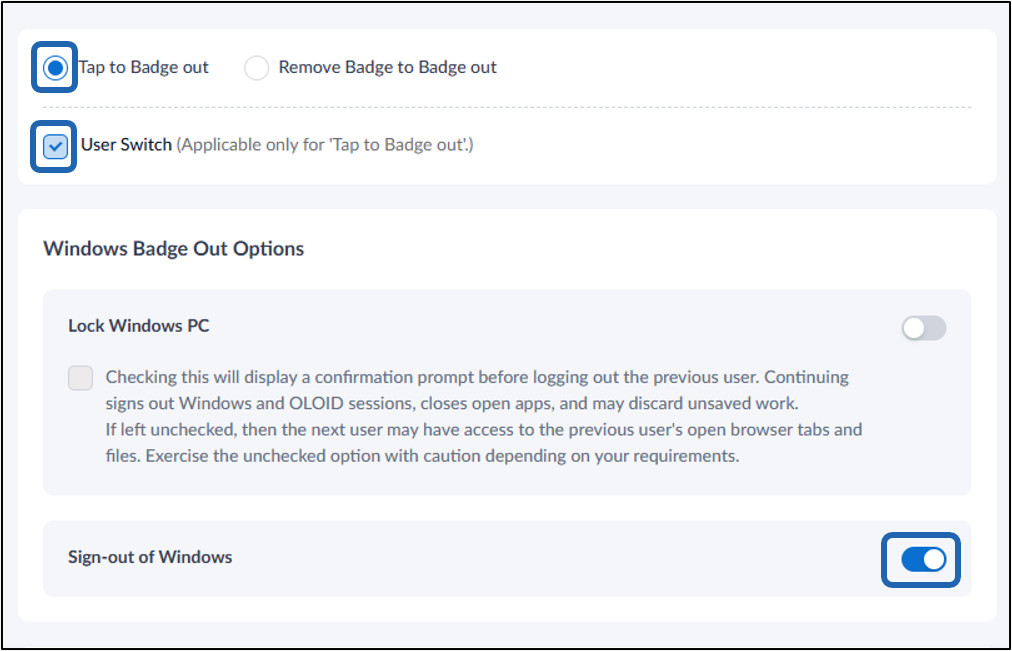 Tap to Badge out Remove Badge to Badge out
User Switch (Applicable only for 'Tap to Badge out'.)
Windows Badge Out Options
Lock Windows PC
Checking this will display a confirmation prompt before logging out the previous user. Continuing
signs out Windows and OLOID sessions, closes open apps, and may discard unsaved work.
If left unchecked, then the next user may have access to the previous user's open browser tabs and
files. Exercise the unchecked option with caution depending on your requirements.
Sign-out of Windows